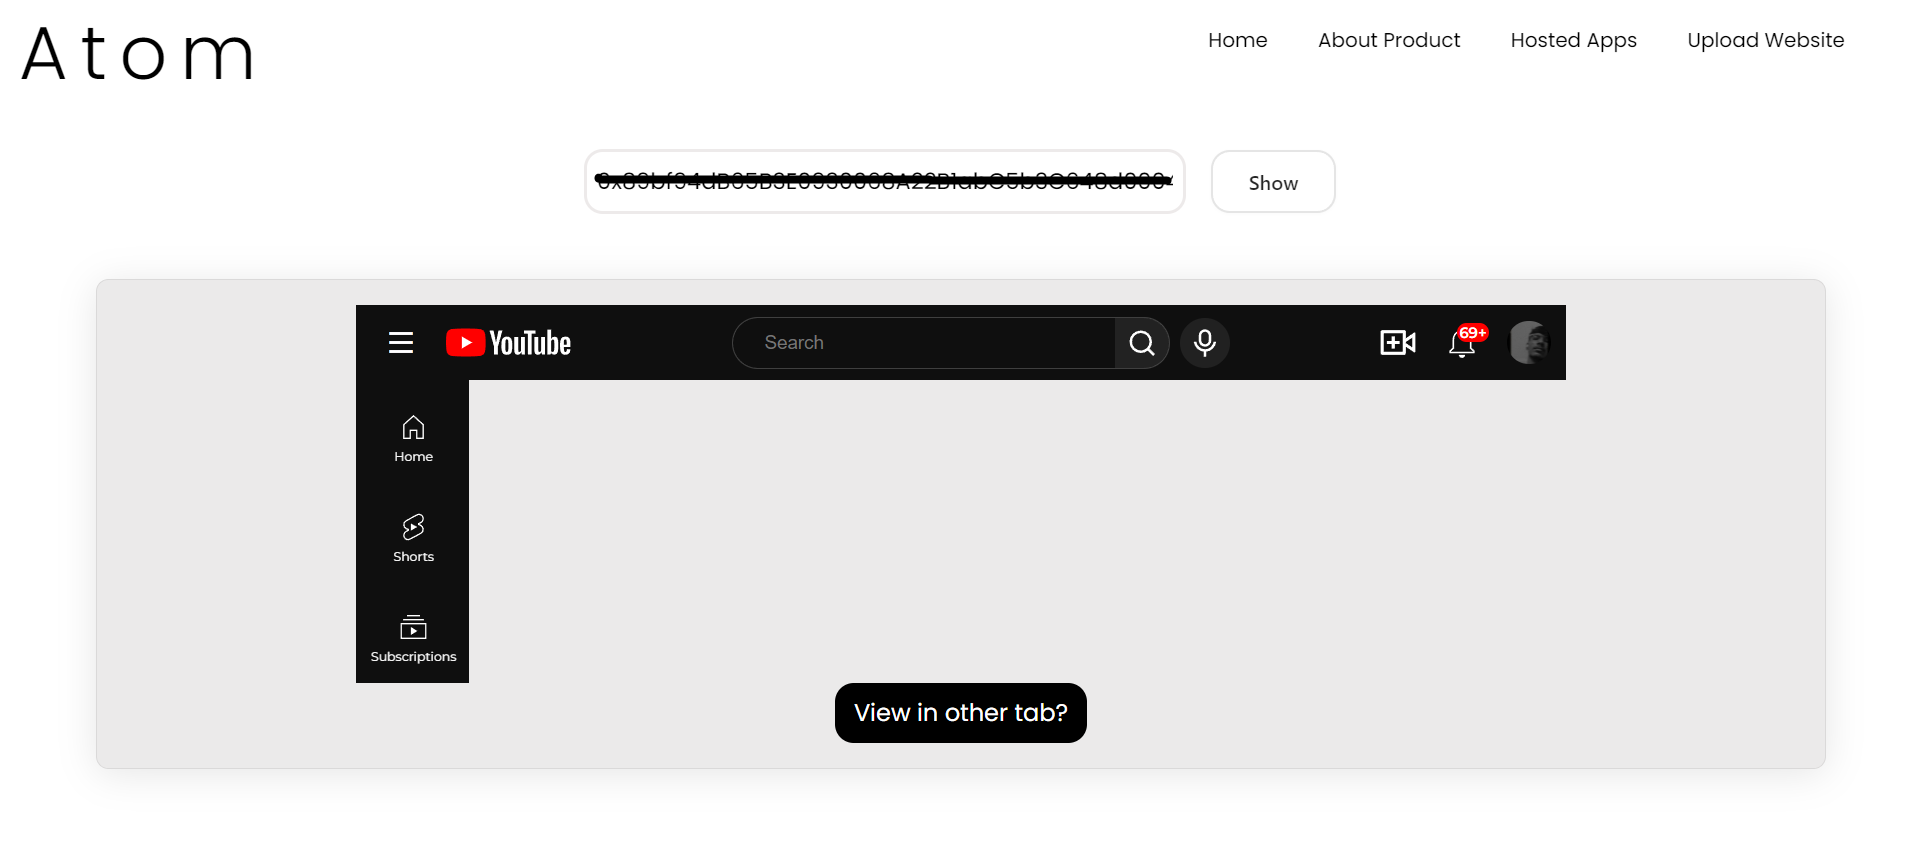 Atom
Home
About Product
Hosted Apps
Upload Website
Show
YouTube
Search
69+
Home
Shorts
Subscriptions
View in other tab?